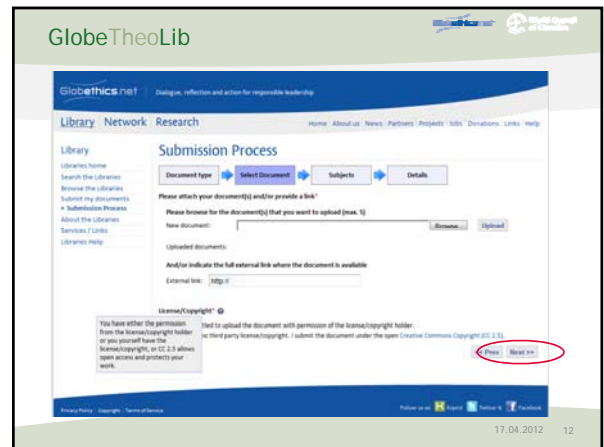 GlobeTheoLib
Globethics.net Dialogue, reflection and action for responsible leadership
Library Network Research
Home About us News Partners Projects Jobs Donations Links Help
Library
Libraries home
Search the Libraries
Browse the Libraries
Submit my documents
Submission Process
About the Libraries
Services / Links
Libraries Help
Submission Process
Document type Select Document Subjects Details
Please attach your document(s) and/or provide a link*
Please browse for the document(s) that you want to upload (max. 5)
New document: Browse... Upload
Uploaded documents:
And/or indicate the full external link where the document is available
External link: http://
License/Copyright*
You have either the permission
from the license/copyright holder
or you yourself have the
license/copyright, or CC 2.5 allows
open access and protects your
work.
to upload the document with permission of the license/copyright holder.
third party license/copyright. I submit the document under the open Creative Commons Copyright (CC 2.5).
<< Prev Next >>
Privacy Policy Copyright Terms of Service
Follow us on Twitter & Facebook
17.04.2012 12